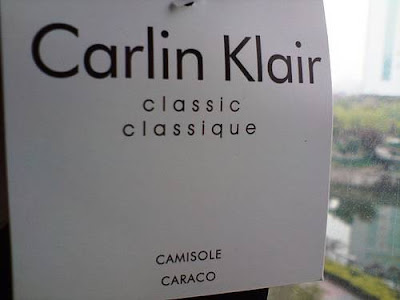 Carlin Klair
classic
classique
CAMISOLE
CARACO